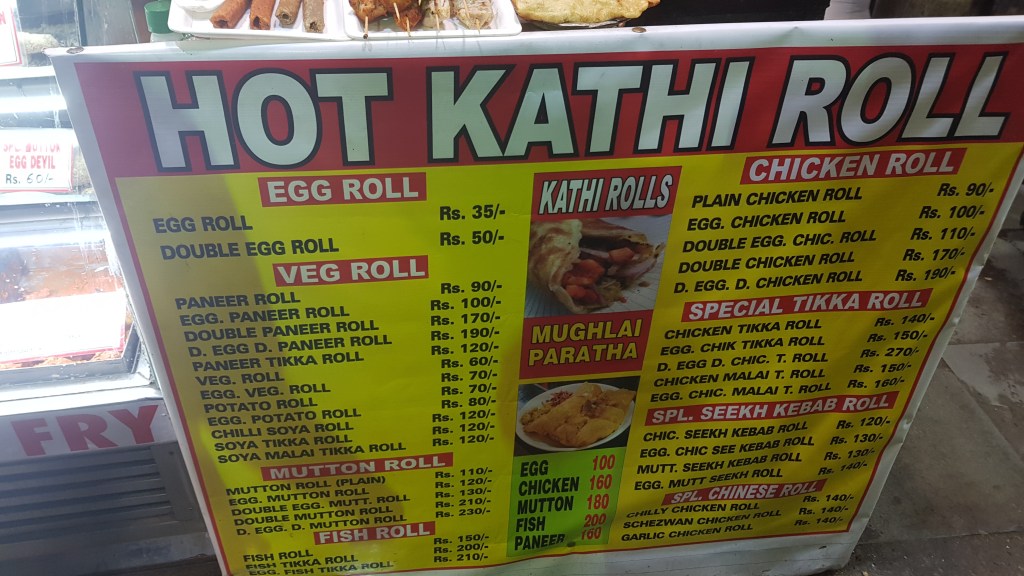 HOT KATHI ROLL
SPL. MUTTON
EGG DEVIL
Rs. 60/-
FRY
EGG ROLL
EGG ROLL Rs. 35/-
DOUBLE EGG ROLL Rs. 50/-
VEG ROLL
PANEER ROLL Rs. 90/-
EGG. PANEER ROLL Rs. 100/-
DOUBLE PANEER ROLL Rs. 170/-
D. EGG D. PANEER ROLL Rs. 190/-
PANEER TIKKA ROLL Rs. 120/-
VEG. ROLL Rs. 60/-
EGG. VEG. ROLL Rs. 70/-
POTATO ROLL Rs. 70/-
EGG. POTATO ROLL Rs. 80/-
CHILLI SOYA ROLL Rs. 120/-
SOYA TIKKA ROLL Rs. 120/-
SOYA MALAI TIKKA ROLL Rs. 120/-
MUTTON ROLL
MUTTON ROLL (PLAIN) Rs. 110/-
EGG. MUTTON ROLL Rs. 120/-
DOUBLE EGG. MUTT. ROLL Rs. 130/-
DOUBLE MUTTON ROLL Rs. 210/-
D. EGG. D. MUTTON ROLL Rs. 230/-
FISH ROLL
FISH ROLL Rs. 150/-
FISH TIKKA ROLL Rs. 200/-
EGG. FISH TIKKA ROLL Rs. 210/-
KATHI ROLLS
MUGHLAI
PARATHA
EGG 100
CHICKEN 160
MUTTON 180
FISH 200
PANEER 160
CHICKEN ROLL
PLAIN CHICKEN ROLL Rs. 90/-
EGG. CHICKEN ROLL Rs. 100/-
DOUBLE EGG. CHIC. ROLL Rs. 110/-
DOUBLE CHICKEN ROLL Rs. 170/-
D. EGG. D. CHICKEN ROLL Rs. 190/-
SPECIAL TIKKA ROLL
CHICKEN TIKKA ROLL Rs. 140/-
EGG. CHIK TIKKA ROLL Rs. 150/-
D. EGG D. CHIC. T. ROLL Rs. 270/-
CHICKEN MALAI T. ROLL Rs. 150/-
EGG. CHIC. MALAI T. ROLL Rs. 160/-
SPL. SEEKH KEBAB ROLL
CHIC. SEEKH KEBAB ROLL Rs. 120/-
EGG. CHIC SEE KEBAB ROLL Rs. 130/-
MUTT. SEEKH KEBAB ROLL Rs. 130/-
EGG. MUTT SEEKH ROLL Rs. 140/-
SPL. CHINESE ROLL
CHILLY CHICKEN ROLL Rs. 140/-
SCHEZWAN CHICKEN ROLL Rs. 140/-
GARLIC CHICKEN ROLL Rs. 140/-